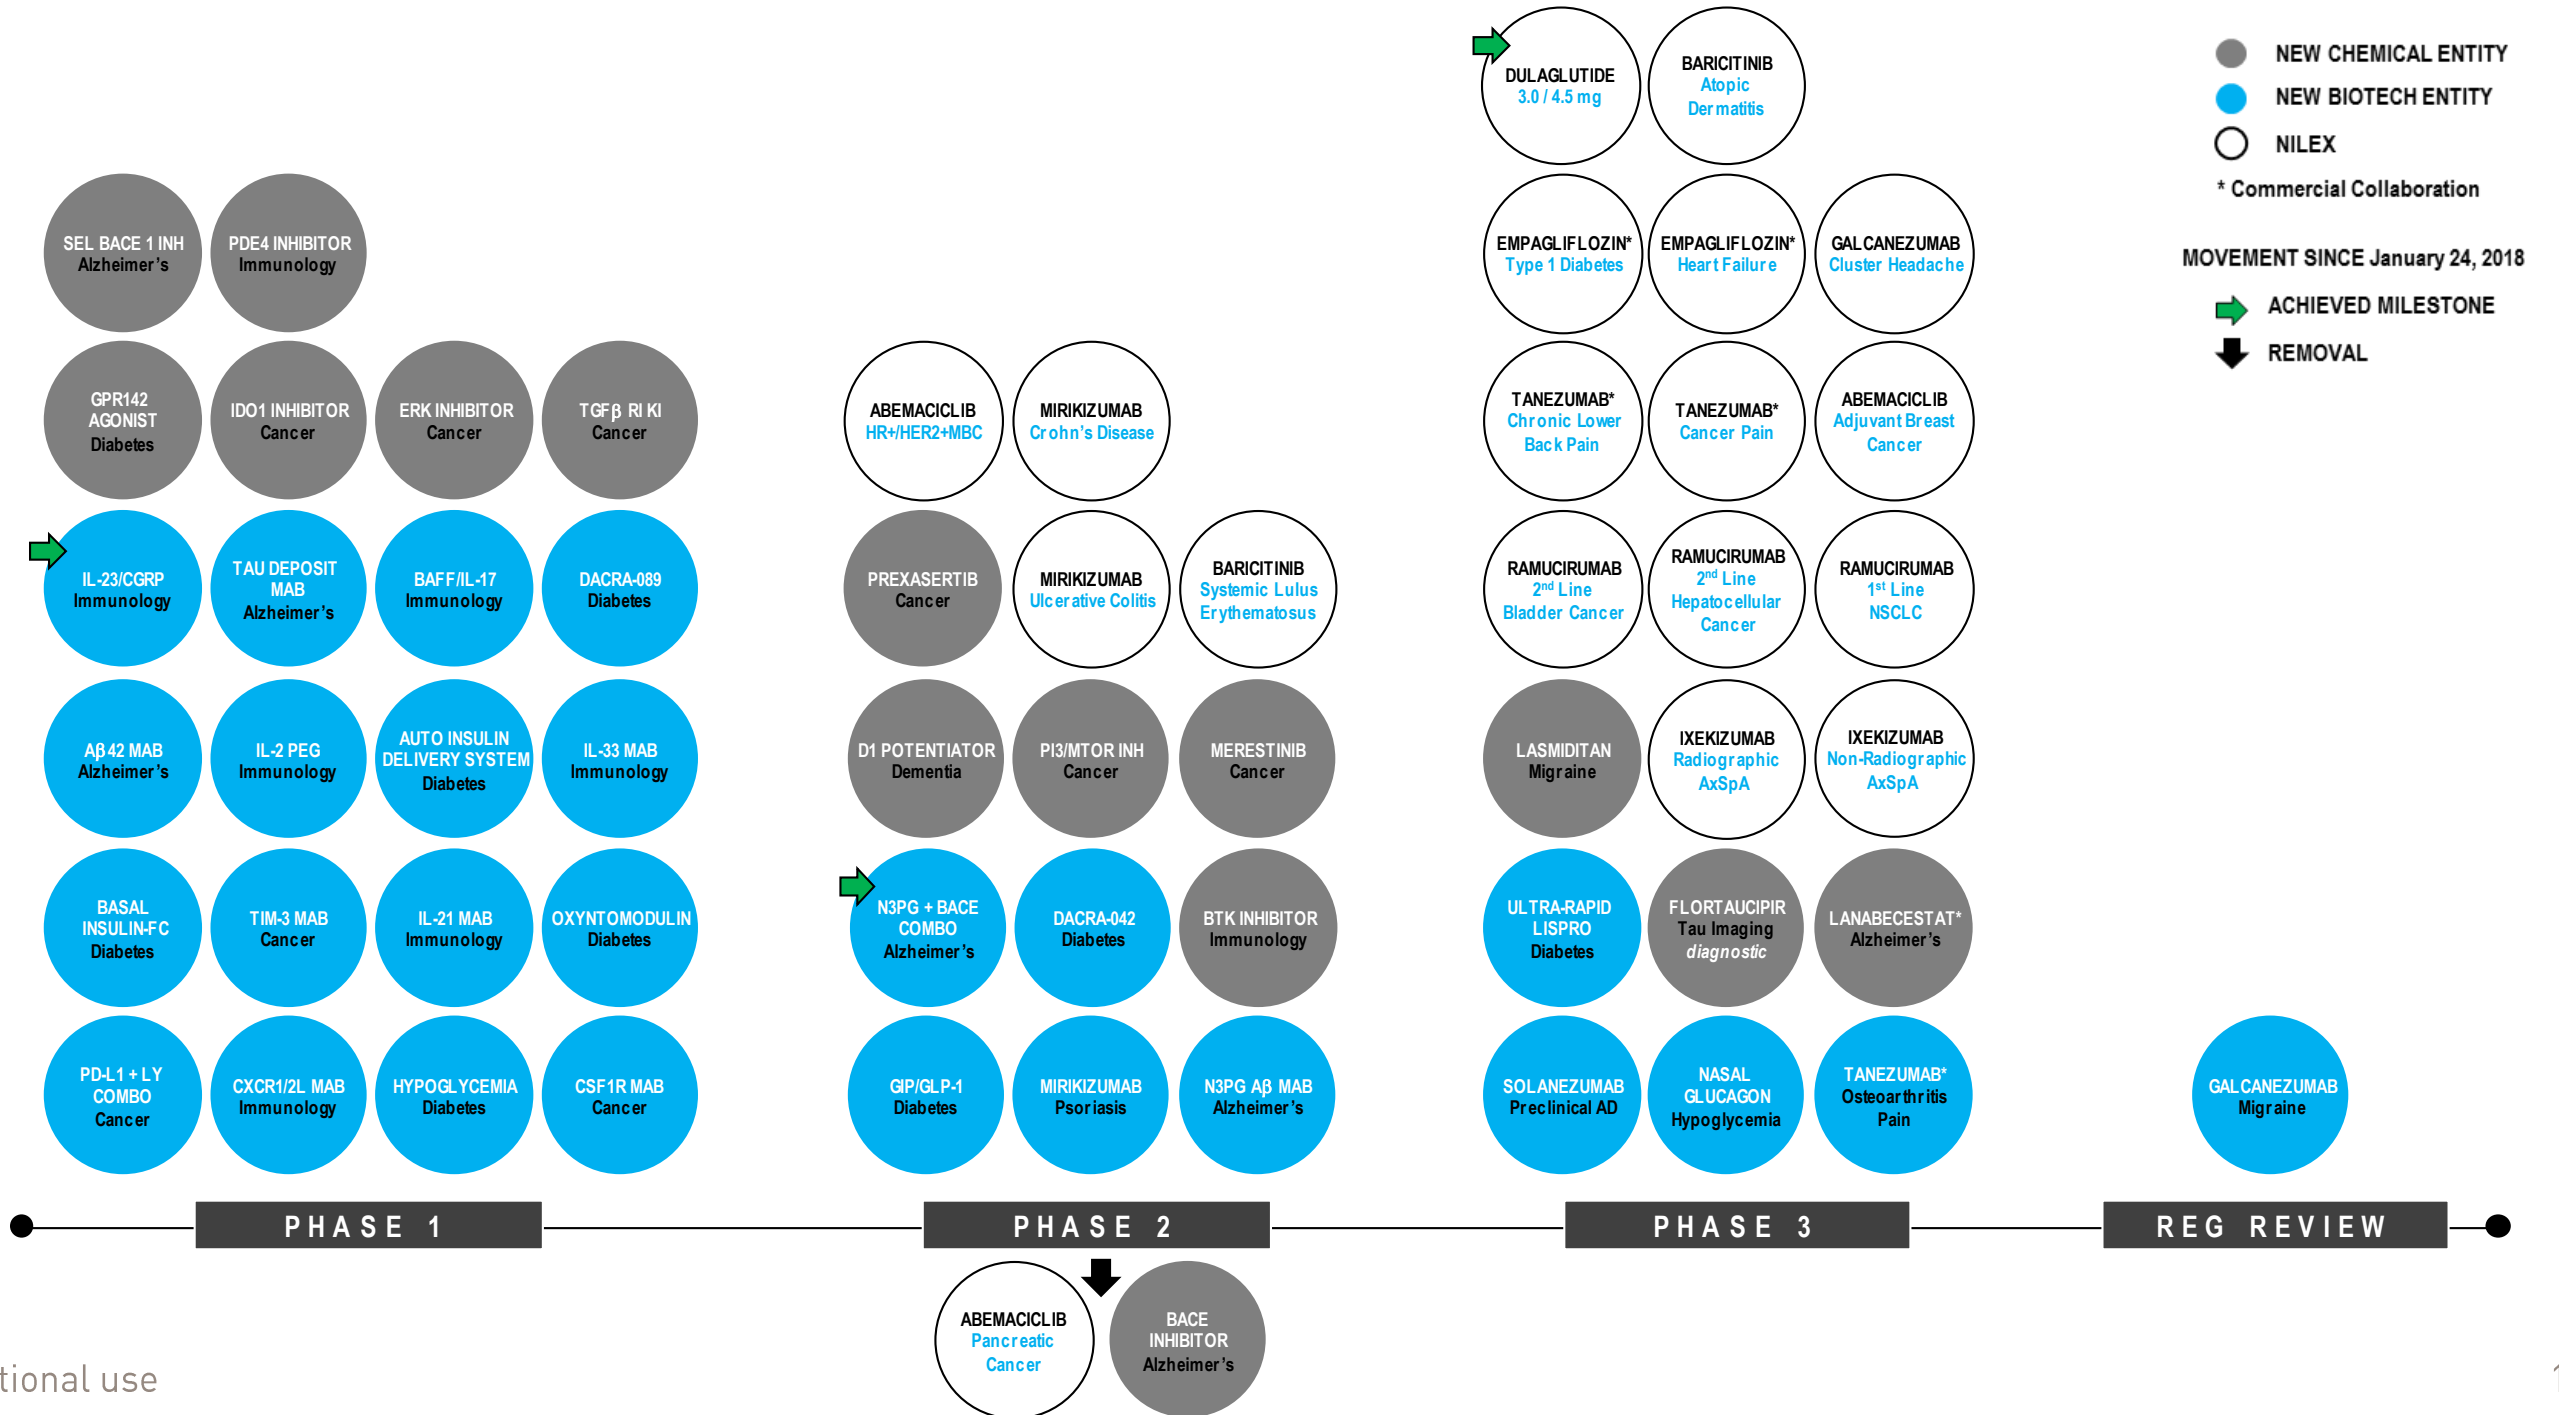 DULAGLUTIDE
3.0 / 4.5 mg
BARICITINIB
Atopic
Dermatitis
NEW CHEMICAL ENTITY
NEW BIOTECH ENTITY
NILEX
* Commercial Collaboration
MOVEMENT SINCE January 24, 2018
ACHIEVED MILESTONE
REMOVAL
SEL BACE 1 INH
Alzheimer's
PDE4 INHIBITOR
Immunology
GPR142
AGONIST
Diabetes
IDO1 INHIBITOR
Cancer
ERK INHIBITOR
Cancer
TGFβ RI KI
Cancer
IL-23/CGRP
Immunology
TAU DEPOSIT
MAB
Alzheimer's
BAFF/IL-17
Immunology
DACRA-089
Diabetes
Aβ42 MAB
Alzheimer's
IL-2 PEG
Immunology
AUTO INSULIN
DELIVERY SYSTEM
Diabetes
IL-33 MAB
Immunology
BASAL
INSULIN-FC
Diabetes
TIM-3 MAB
Cancer
IL-21 MAB
Immunology
OXYNTOMODULIN
Diabetes
PD-L1 + LY
COMBO
Cancer
CXCR1/2L MAB
Immunology
HYPOGLYCEMIA
Diabetes
CSF1R MAB
Cancer
ABEMACICLIB
HR+/HER2+MBC
MIRIKIZUMAB
Crohn's Disease
PREXASERTIB
Cancer
MIRIKIZUMAB
Ulcerative Colitis
BARICITINIB
Systemic Lulus
Erythematosus
D1 POTENTIATOR
Dementia
PI3/MTOR INH
Cancer
MERESTINIB
Cancer
N3PG + BACE
COMBO
Alzheimer's
DACRA-042
Diabetes
BTK INHIBITOR
Immunology
GIP/GLP-1
Diabetes
MIRIKIZUMAB
Psoriasis
N3PG Aβ MAB
Alzheimer's
EMPAGLIFLOZIN*
Type 1 Diabetes
EMPAGLIFLOZIN*
Heart Failure
GALCANEZUMAB
Cluster Headache
TANEZUMAB*
Chronic Lower
Back Pain
TANEZUMAB*
Cancer Pain
ABEMACICLIB
Adjuvant Breast
Cancer
RAMUCIRUMAB
2nd Line
Bladder Cancer
RAMUCIRUMAB
2nd Line
Hepatocellular
Cancer
RAMUCIRUMAB
1st Line
NSCLC
LASMIDITAN
Migraine
IXEKIZUMAB
Radiographic
AxSpA
IXEKIZUMAB
Non-Radiographic
AxSpA
ULTRA-RAPID
LISPRO
Diabetes
FLORTAUCIPIR
Tau Imaging
diagnostic
LANABECESTAT*
Alzheimer's
SOLANEZUMAB
Preclinical AD
NASAL
GLUCAGON
Hypoglycemia
TANEZUMAB*
Osteoarthritis
Pain
GALCANEZUMAB
Migraine
PHASE 1
PHASE 2
PHASE 3
REG REVIEW
ABEMACICLIB
Pancreatic
Cancer
BACE
INHIBITOR
Alzheimer's
tional use